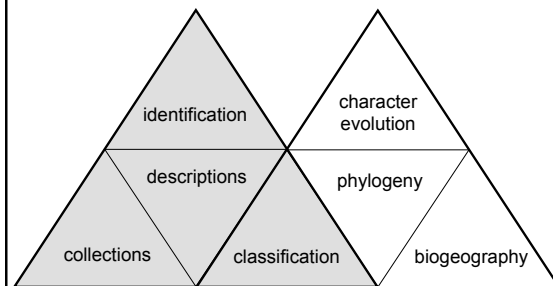 identification
character
evolution
descriptions
phylogeny
collections
classification
biogeography